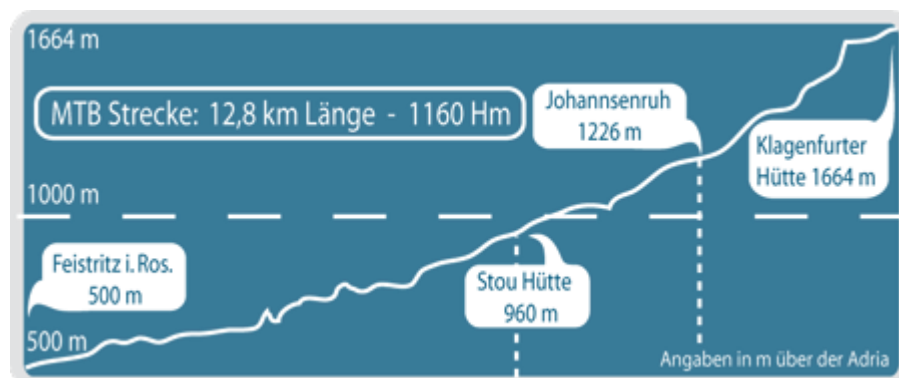 1664 m
MTB Strecke: 12,8 km Länge - 1160 Hm
Johannsenruh
1226 m
Klagenfurter
Hütte 1664 m
1000 m
Feistritz i. Ros.
500 m
Stou Hütte
960 m
500 m
Angaben in m über der Adria